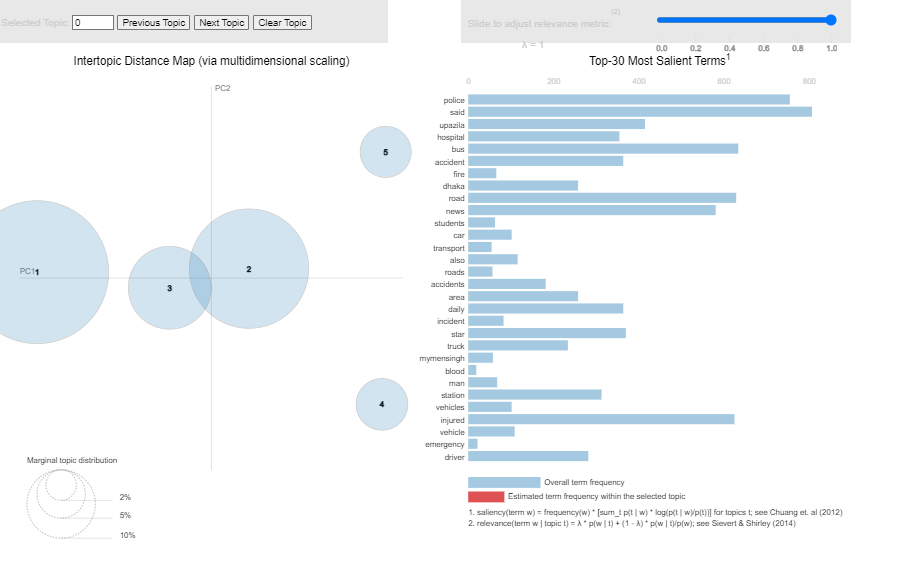 Selected Topic: 0 Previous Topic Next Topic Clear Topic
Slide to adjust relevance metric:
(2)
λ = 1
0.0 0.2 0.4 0.6 0.8 1.0
Intertopic Distance Map (via multidimensional scaling)
PC2
PC1
1
2
3
4
5
Marginal topic distribution
2%
5%
10%
Top-30 Most Salient Terms1
0 200 400 600 800
police
said
upazila
hospital
bus
accident
fire
dhaka
road
news
students
car
transport
also
roads
accidents
area
daily
incident
star
truck
mymensingh
blood
man
station
vehicles
injured
vehicle
emergency
driver
Overall term frequency
Estimated term frequency within the selected topic
1. saliency(term w) = frequency(w) * [sum_t p(t | w) * log(p(t | w)/p(t))] for topics t; see Chuang et. al (2012)
2. relevance(term w | topic t) = λ * p(w | t) + (1 - λ) * p(w | t)/p(w); see Sievert & Shirley (2014)